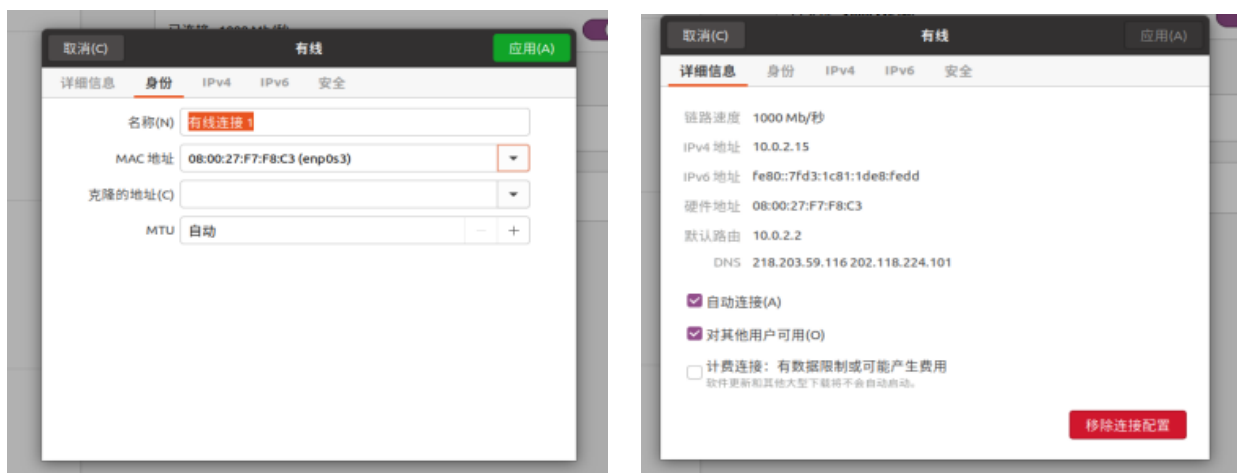 已连接 - 1000 Mb/秒
取消(C) 有线 应用(A)
详细信息 身份 IPv4 IPv6 安全
名称(N) 有线连接 1
MAC 地址 08:00:27:F7:F8:C3 (enp0s3)
克隆的地址(C)
MTU 自动 − +
取消(C) 有线 应用(A)
详细信息 身份 IPv4 IPv6 安全
链路速度 1000 Mb/秒
IPv4 地址 10.0.2.15
IPv6 地址 fe80::7fd3:1c81:1de8:fedd
硬件地址 08:00:27:F7:F8:C3
默认路由 10.0.2.2
DNS 218.203.59.116 202.118.224.101
自动连接(A)
对其他用户可用(O)
计费连接：有数据限制或可能产生费用
软件更新和其他大型下载将不会自动启动。
移除连接配置